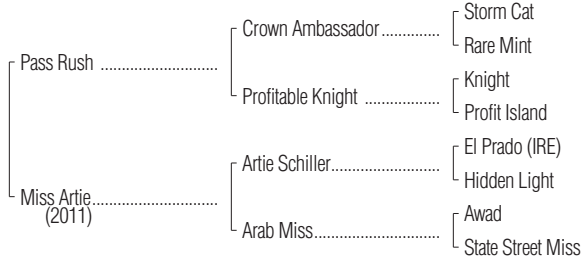 Storm Cat
Crown Ambassador..............
Rare Mint
Pass Rush ...........................
Knight
Profitable Knight .................
Profit Island
El Prado (IRE)
Artie Schiller.........................
Hidden Light
Miss Artie.............................
(2011)
Awad
Arab Miss.............................
State Street Miss